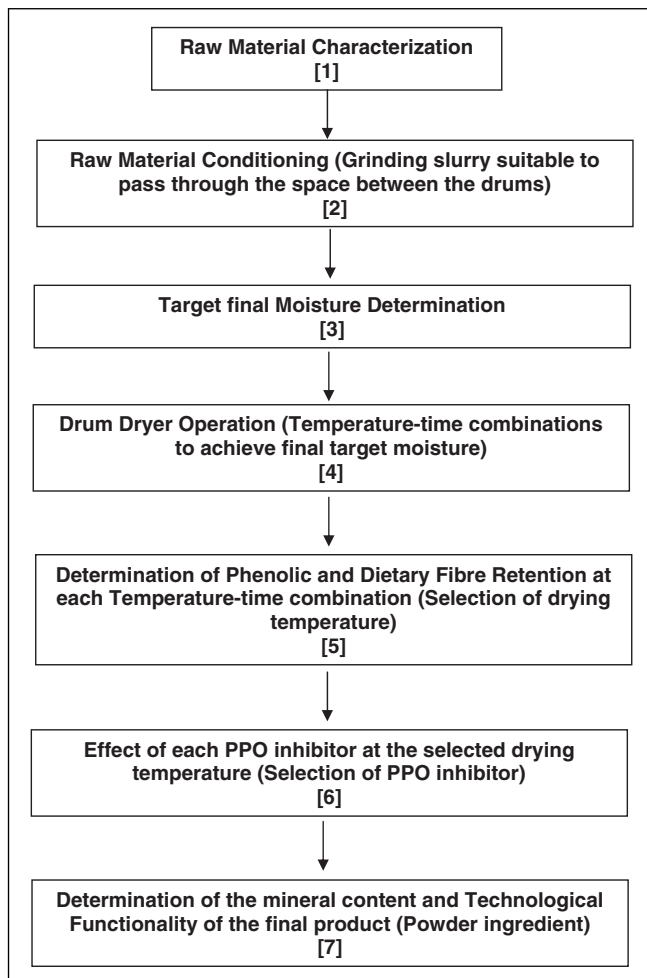 Raw Material Characterization
[1]
Raw Material Conditioning (Grinding slurry suitable to
pass through the space between the drums)
[2]
Target final Moisture Determination
[3]
Drum Dryer Operation (Temperature-time combinations
to achieve final target moisture)
[4]
Determination of Phenolic and Dietary Fibre Retention at
each Temperature-time combination (Selection of drying
temperature)
[5]
Effect of each PPO inhibitor at the selected drying
temperature (Selection of PPO inhibitor)
[6]
Determination of the mineral content and Technological
Functionality of the final product (Powder ingredient)
[7]